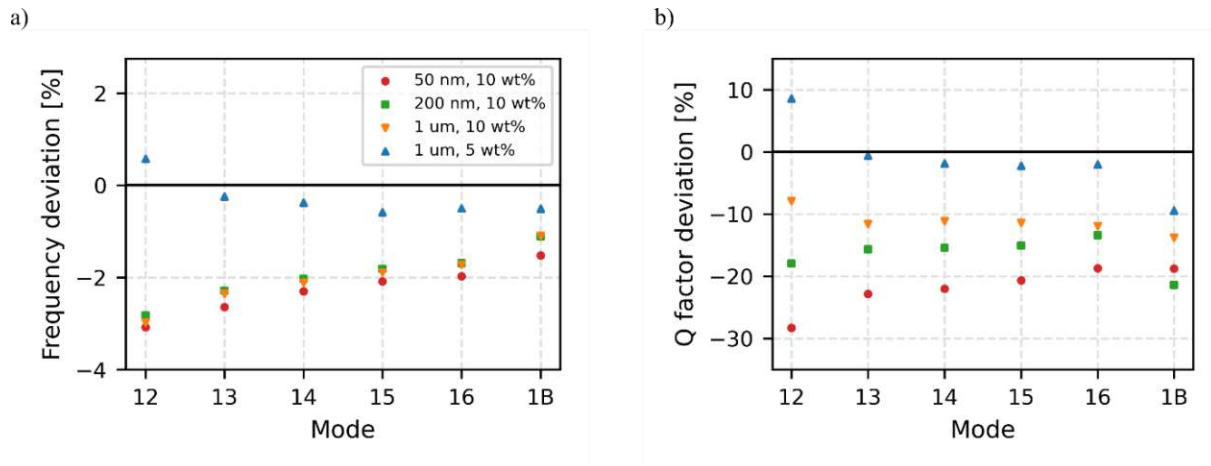 a)
Frequency deviation [%]
2
0
−2
−4
50 nm, 10 wt%
200 nm, 10 wt%
1 um, 10 wt%
1 um, 5 wt%
12 13 14 15 16 1B
Mode
b)
Q factor deviation [%]
10
0
−10
−20
−30
12 13 14 15 16 1B
Mode